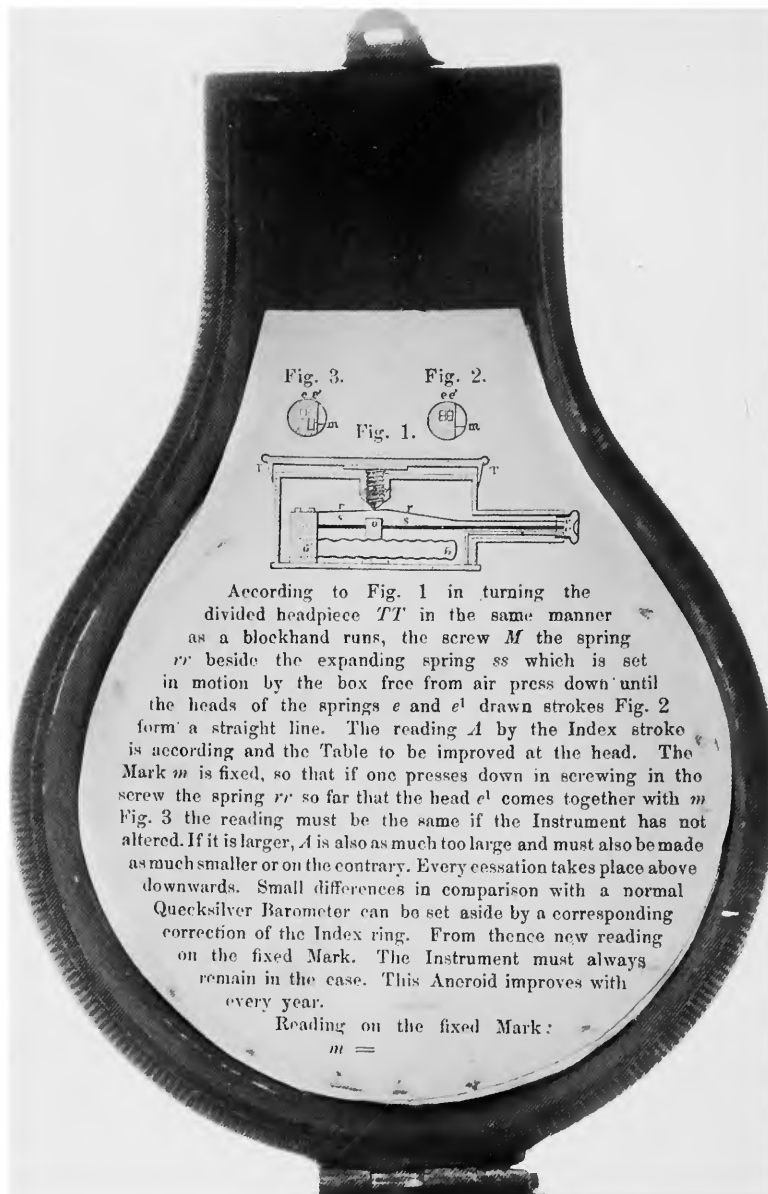 Fig. 3. Fig. 2.
e e' e e'
m m
Fig. 1.
T T
r r
s o s
G h
According to Fig. 1 in turning the
divided headpiece TT in the same manner
as a blockhand runs, the screw M the spring
rr beside the expanding spring ss which is set
in motion by the box free from air press down until
the heads of the springs e and e¹ drawn strokes Fig. 2
form a straight line. The reading A by the Index stroke
is according and the Table to be improved at the head. The
Mark m is fixed, so that if one presses down in screwing in the
screw the spring rr so far that the head e¹ comes together with m
Fig. 3 the reading must be the same if the Instrument has not
altered. If it is larger, A is also as much too large and must also be made
as much smaller or on the contrary. Every cessation takes place above
downwards. Small differences in comparison with a normal
Quecksilver Barometer can be set aside by a corresponding
correction of the Index ring. From thence new reading
on the fixed Mark. The Instrument must always
remain in the case. This Aneroid improves with
every year.
Reading on the fixed Mark:
m =